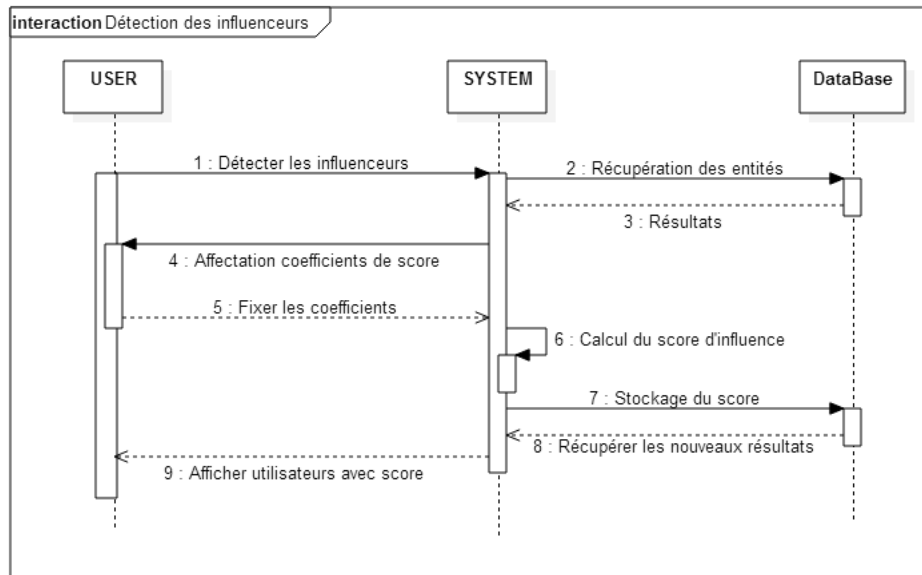 interaction Détection des influenceurs
USER
SYSTEM
DataBase
1 : Détecter les influenceurs
2 : Récupération des entités
3 : Résultats
4 : Affectation coefficients de score
5 : Fixer les coefficients
6 : Calcul du score d'influence
7 : Stockage du score
8 : Récupérer les nouveaux résultats
9 : Afficher utilisateurs avec score